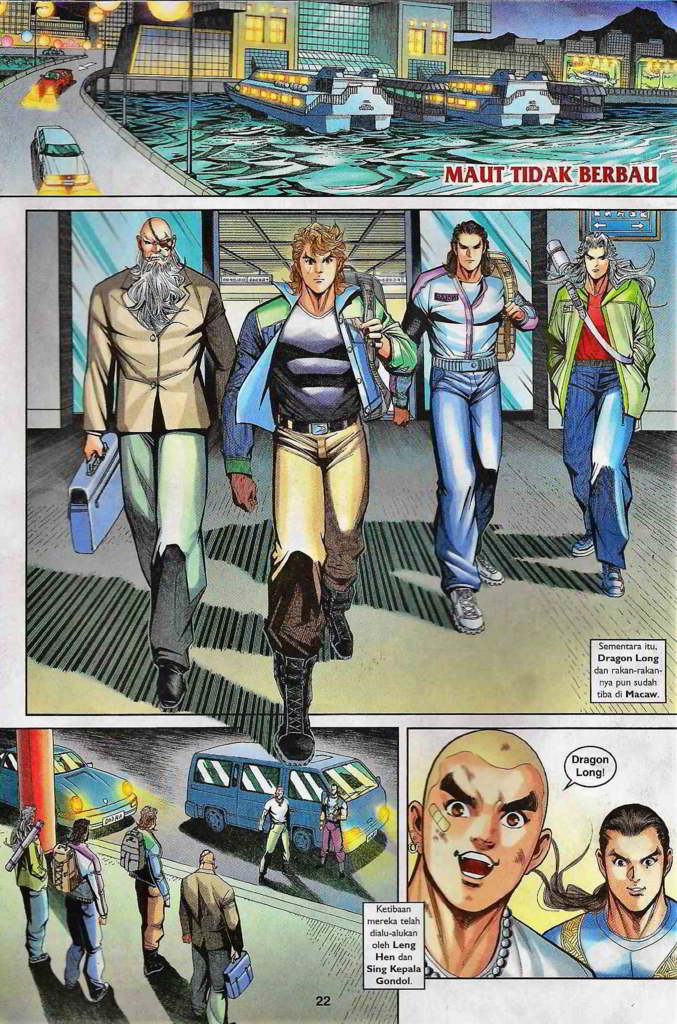 MAUT TIDAK BERBAU
Sementara itu,
Dragon Long
dan rakan-rakan-
nya pun sudah
tiba di Macaw.
Dragon
Long!
Ketibaan
mereka telah
dialu-alukan
oleh Leng
Hen dan
Sing Kepala
Gondol.
22